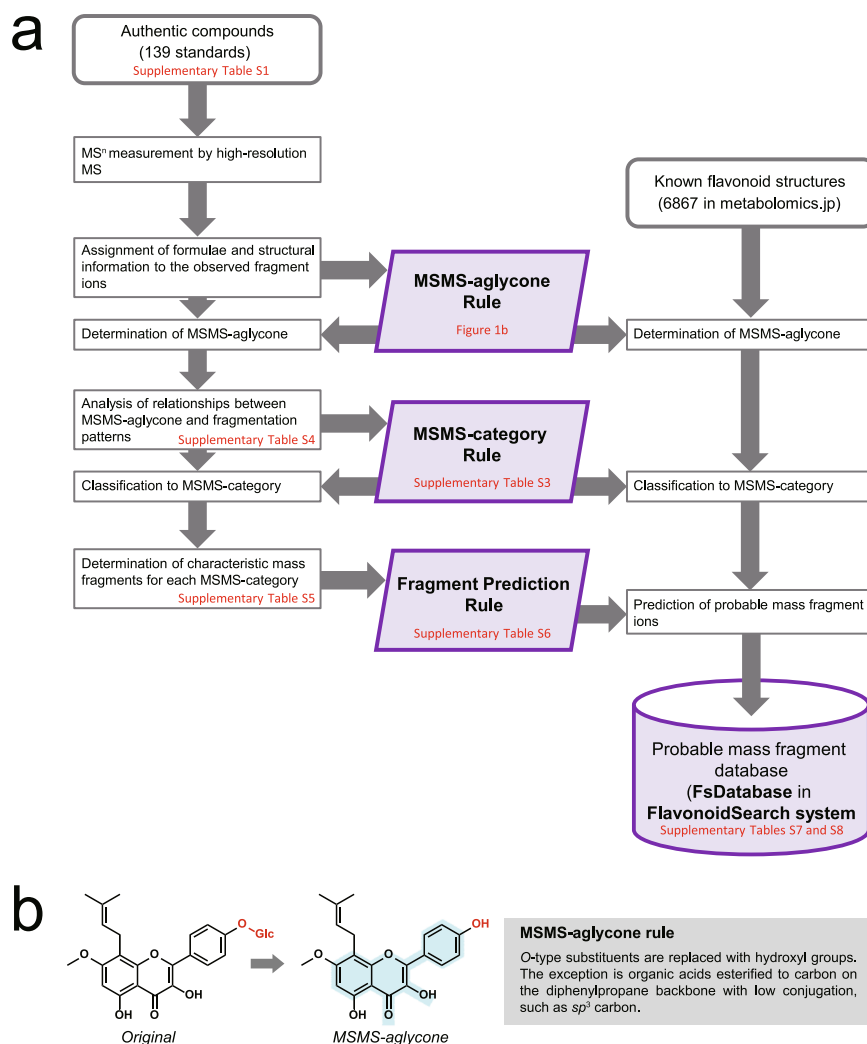 a
Authentic compounds
(139 standards)
Supplementary Table S1
MSⁿ measurement by high-resolution
MS
Assignment of formulae and structural
information to the observed fragment
ions
Determination of MSMS-aglycone
Analysis of relationships between
MSMS-aglycone and fragmentation
patterns
Supplementary Table S4
Classification to MSMS-category
Determination of characteristic mass
fragments for each MSMS-category
Supplementary Table S5
MSMS-aglycone
Rule
Figure 1b
MSMS-category
Rule
Supplementary Table S3
Fragment Prediction
Rule
Supplementary Table S6
Known flavonoid structures
(6867 in metabolomics.jp)
Determination of MSMS-aglycone
Classification to MSMS-category
Prediction of probable mass fragment
ions
Probable mass fragment
database
(FsDatabase in
FlavonoidSearch system
Supplementary Tables S7 and S8
b
O
Glc
O
O
OH
OH
O
Original
OH
O
O
OH
OH
O
MSMS-aglycone
MSMS-aglycone rule
O-type substituents are replaced with hydroxyl groups.
The exception is organic acids esterified to carbon on
the diphenylpropane backbone with low conjugation,
such as sp³ carbon.